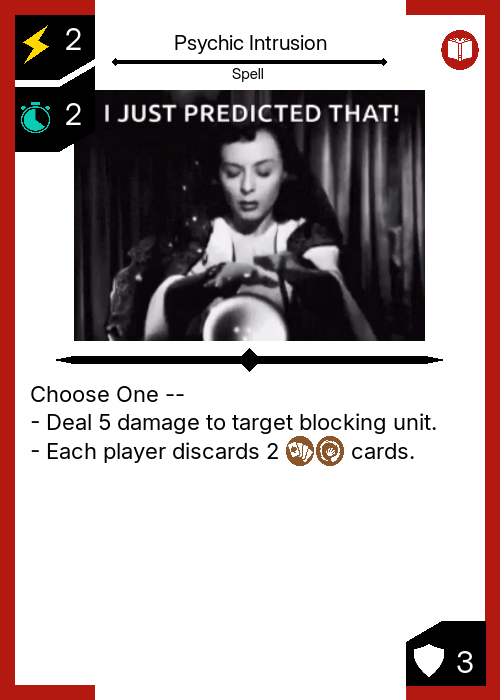 2
Psychic Intrusion
Spell
2
I JUST PREDICTED THAT!
Choose One --
- Deal 5 damage to target blocking unit.
- Each player discards 2 cards.
3